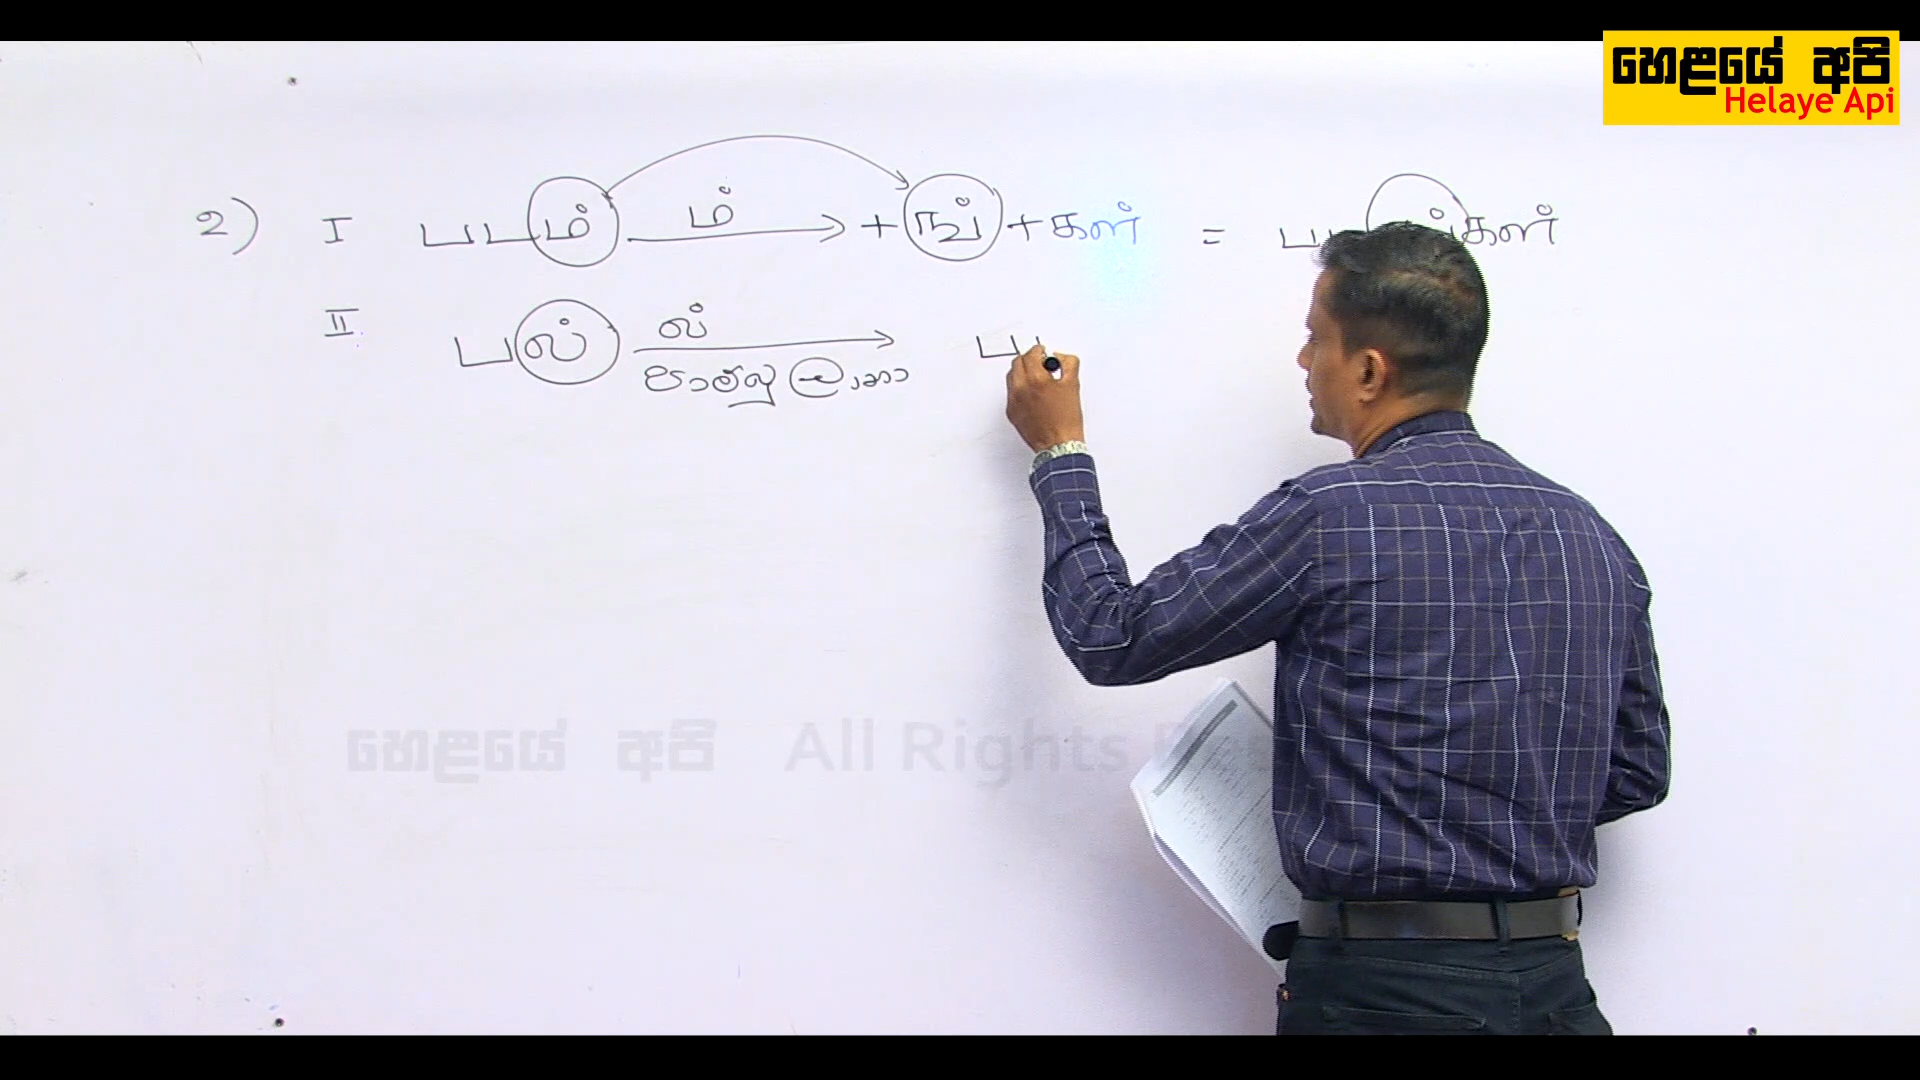 හෙළයේ අපි
Helaye Api
2) I படம் ம் → + ங் + கள் = ப ங்கள்
II பல் ல் → ப
හෙළයේ අපි All Rights